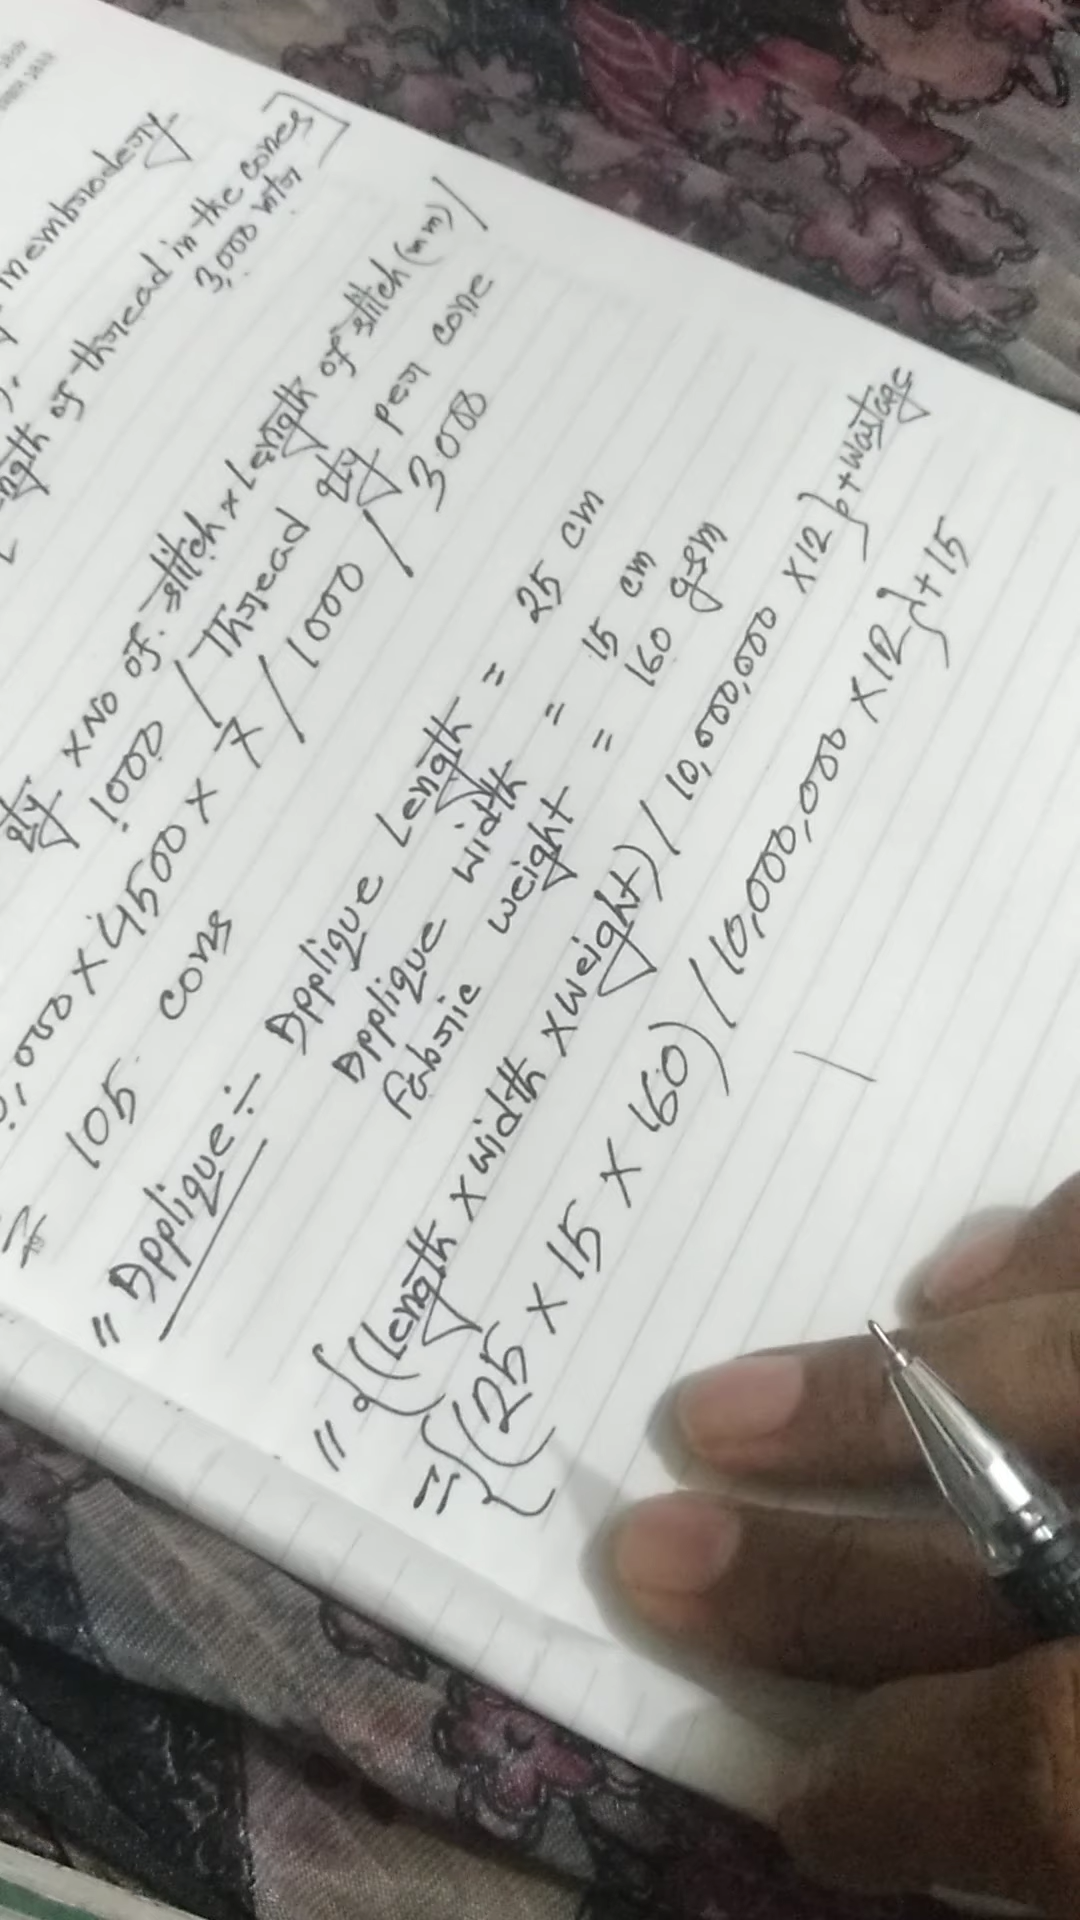 in embroidery
Length of thread in the cones]
3,000 mtr
qty x No of stitch x Length of stitch (mm) /
1000 / Thread qty per cone
,000 x 4500 x 7 / 1000 / 3000
= 105 cons
" Applique:- Applique Length = 25 cm
Applique width = 15 cm
Fabric weight = 160 gsm
" {(length x width x weight) / 10,000,000 x 12} + wastage
= {(25 x 15 x 160) / 10,000,000 x 12} + 15